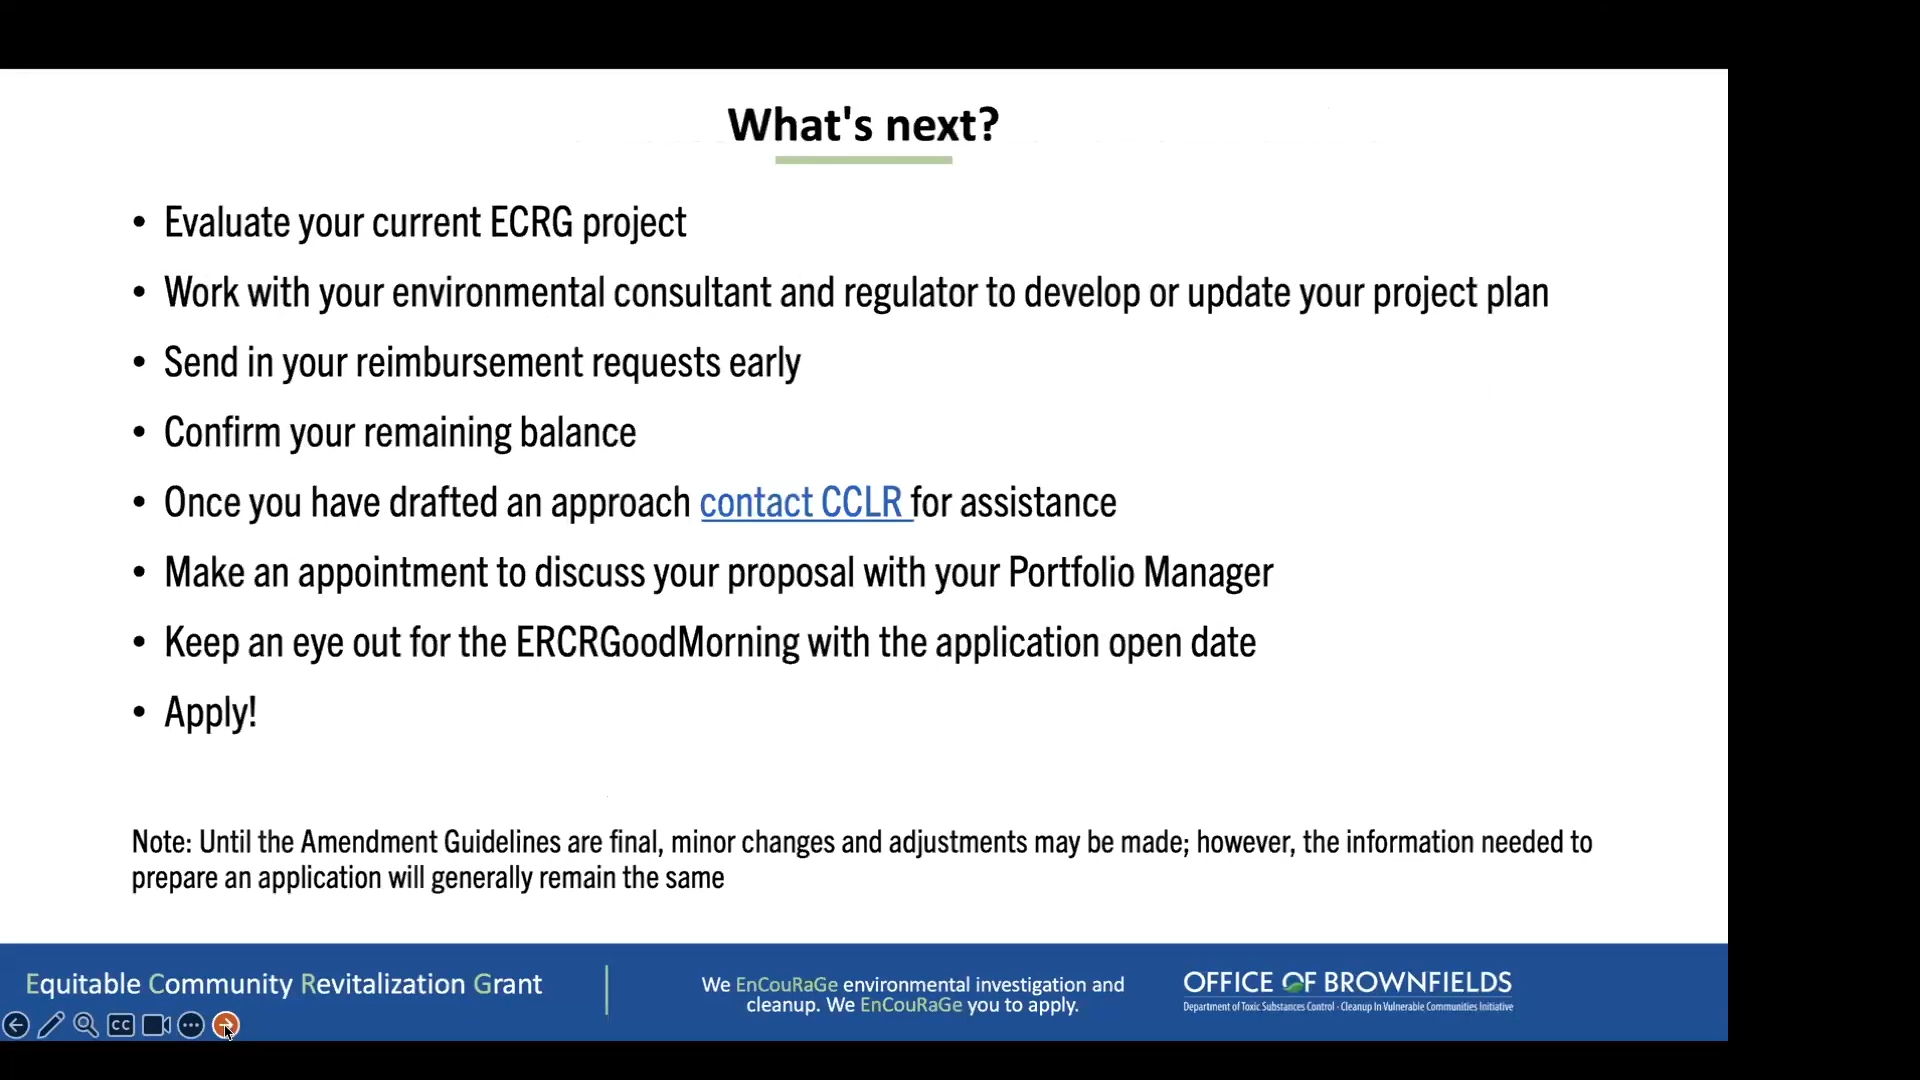 What's next?
• Evaluate your current ECRG project
• Work with your environmental consultant and regulator to develop or update your project plan
• Send in your reimbursement requests early
• Confirm your remaining balance
• Once you have drafted an approach contact CCLR for assistance
• Make an appointment to discuss your proposal with your Portfolio Manager
• Keep an eye out for the ERCRGoodMorning with the application open date
• Apply!
Note: Until the Amendment Guidelines are final, minor changes and adjustments may be made; however, the information needed to
prepare an application will generally remain the same
Equitable Community Revitalization Grant
We EnCouRaGe environmental investigation and
cleanup. We EnCouRaGe you to apply.
OFFICE OF BROWNFIELDS
Department of Toxic Substances Control - Cleanup In Vulnerable Communities Initiative
CC